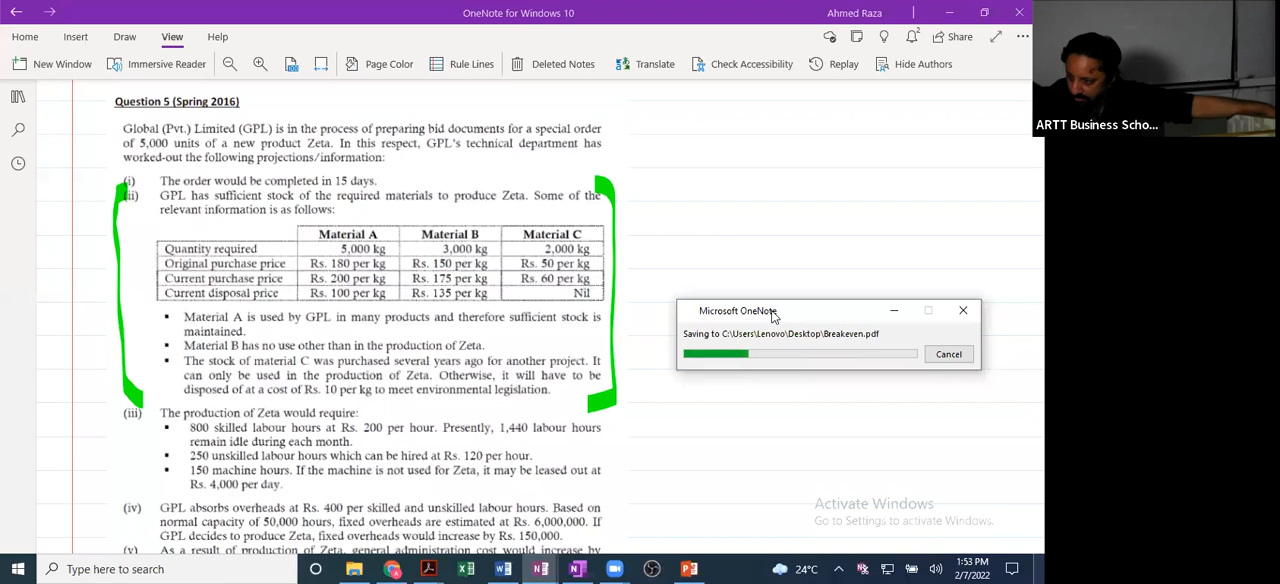 OneNote for Windows 10
Ahmed Raza
Home Insert Draw View Help
Share
New Window Immersive Reader Page Color Rule Lines Deleted Notes Translate Check Accessibility Replay Hide Authors
ARTT Business Scho...
Question 5 (Spring 2016)
Global (Pvt.) Limited (GPL) is in the process of preparing bid documents for a special order
of 5,000 units of a new product Zeta. In this respect, GPL's technical department has
worked-out the following projections/information:
(i) The order would be completed in 15 days.
(ii) GPL has sufficient stock of the required materials to produce Zeta. Some of the
relevant information is as follows:
Material A Material B Material C
Quantity required 5,000 kg 3,000 kg 2,000 kg
Original purchase price Rs. 180 per kg Rs. 150 per kg Rs. 50 per kg
Current purchase price Rs. 200 per kg Rs. 175 per kg Rs. 60 per kg
Current disposal price Rs. 100 per kg Rs. 135 per kg Nil
▪ Material A is used by GPL in many products and therefore sufficient stock is
maintained.
▪ Material B has no use other than in the production of Zeta.
▪ The stock of material C was purchased several years ago for another project. It
can only be used in the production of Zeta. Otherwise, it will have to be
disposed of at a cost of Rs. 10 per kg to meet environmental legislation.
(iii) The production of Zeta would require:
▪ 800 skilled labour hours at Rs. 200 per hour. Presently, 1,440 labour hours
remain idle during each month.
▪ 250 unskilled labour hours which can be hired at Rs. 120 per hour.
▪ 150 machine hours. If the machine is not used for Zeta, it may be leased out at
Rs. 4,000 per day.
(iv) GPL absorbs overheads at Rs. 400 per skilled and unskilled labour hours. Based on
normal capacity of 50,000 hours, fixed overheads are estimated at Rs. 6,000,000. If
GPL decides to produce Zeta, fixed overheads would increase by Rs. 150,000.
(v) As a result of production of Zeta, general administration cost would increase by
Microsoft OneNote
Saving to C:\Users\Lenovo\Desktop\Breakeven.pdf
Cancel
Activate Windows
Go to Settings to activate Windows.
Type here to search
24°C
1:53 PM
2/7/2022